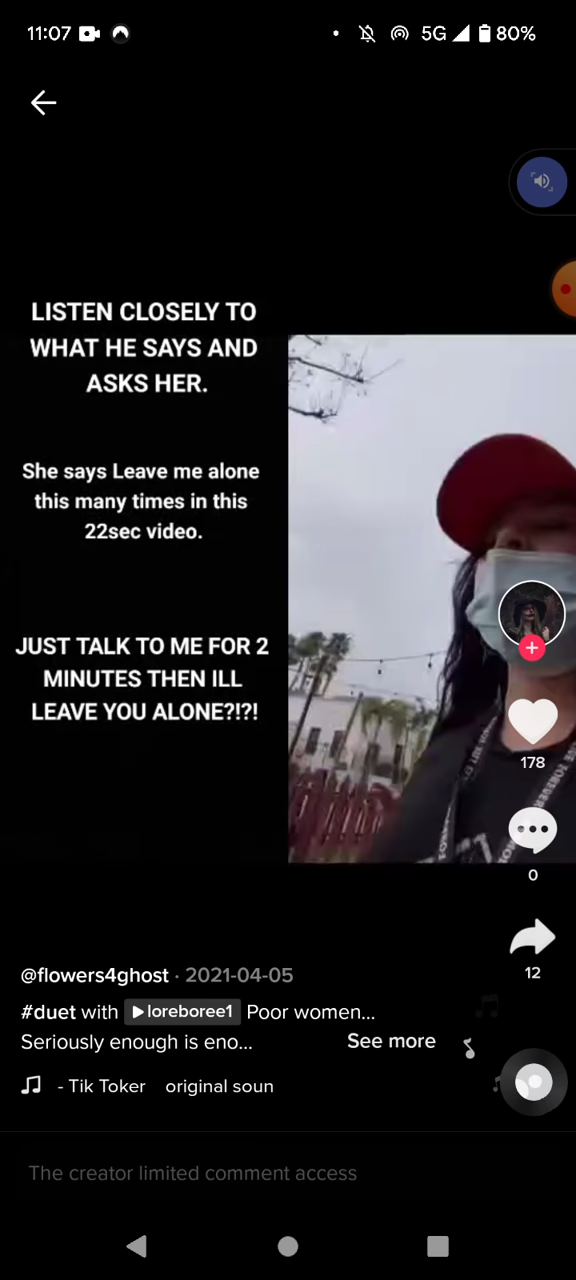 11:07
5G
80%
LISTEN CLOSELY TO
WHAT HE SAYS AND
ASKS HER.
She says Leave me alone
this many times in this
22sec video.
JUST TALK TO ME FOR 2
MINUTES THEN ILL
LEAVE YOU ALONE?!?!
178
0
12
@flowers4ghost · 2021-04-05
#duet with loreboree1 Poor women...
Seriously enough is eno... See more
- Tik Toker original soun
The creator limited comment access